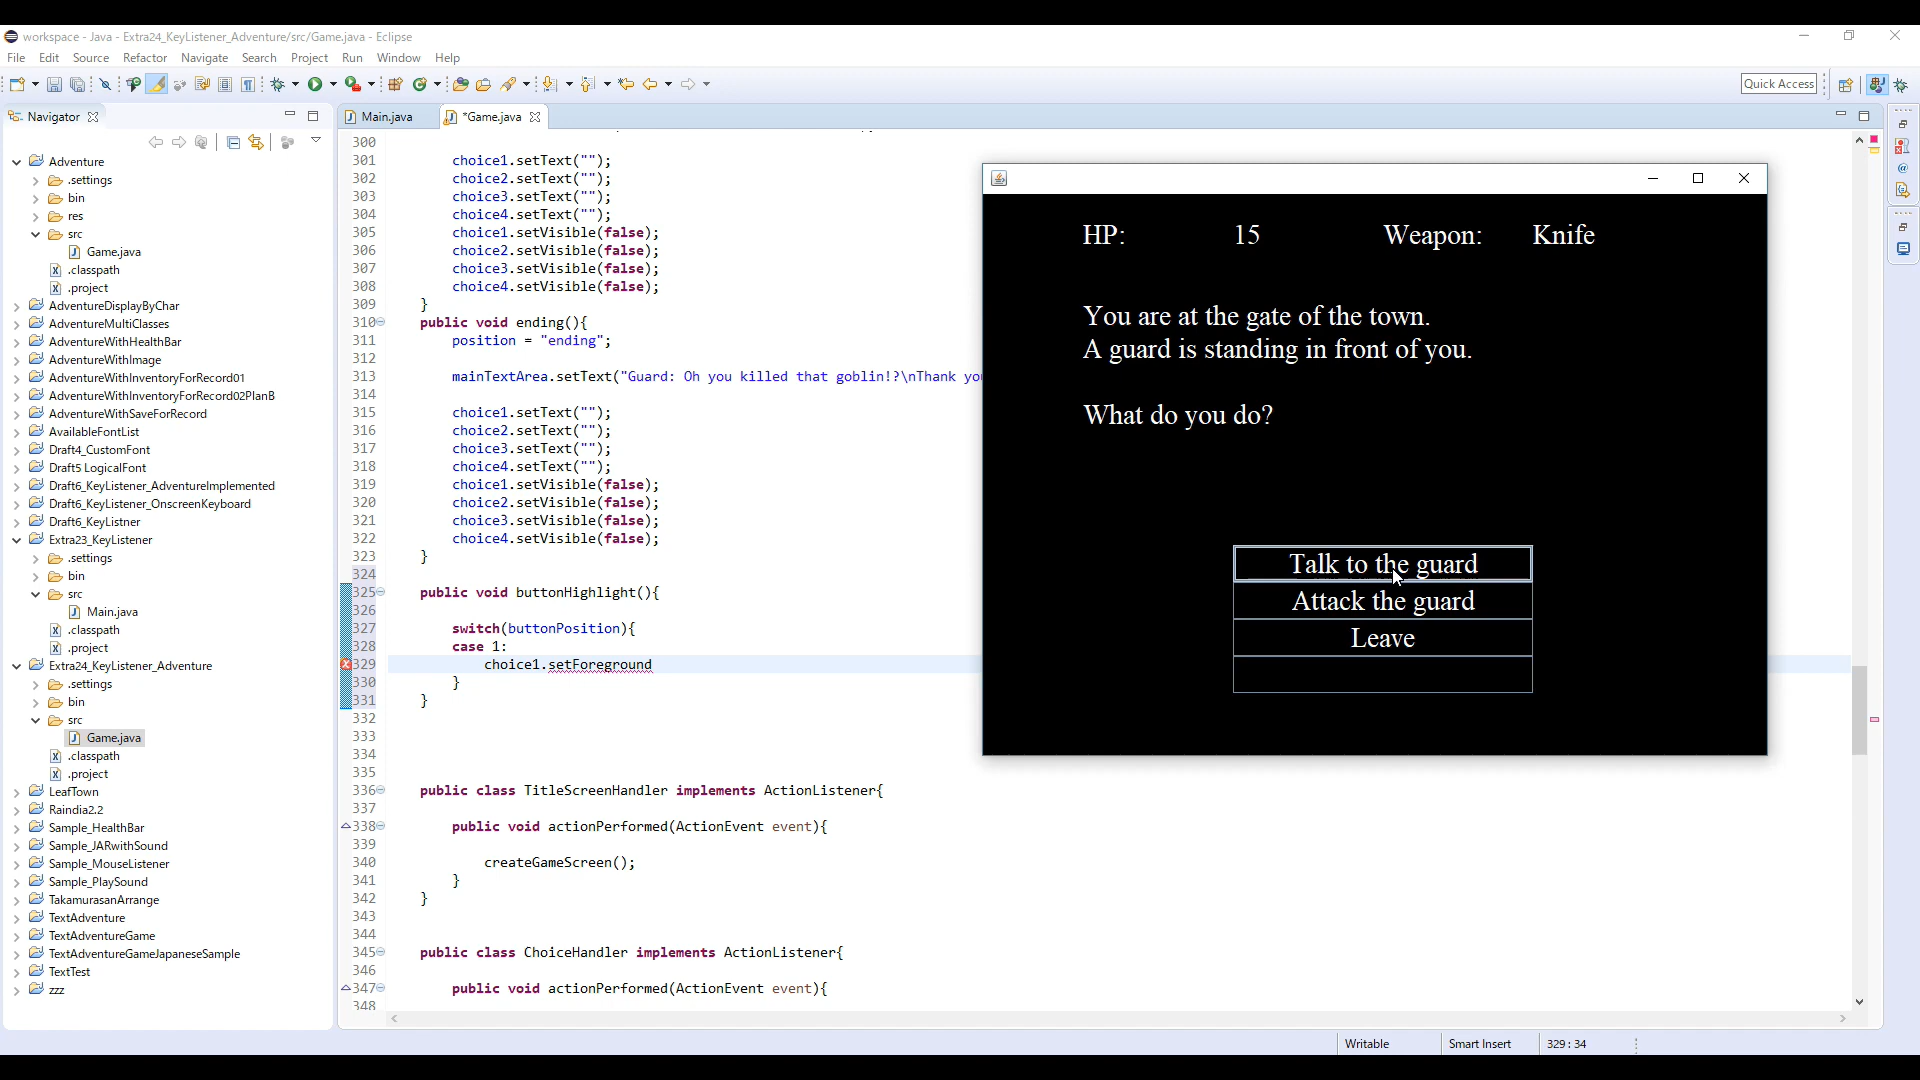 workspace - Java - Extra24_KeyListener_Adventure/src/Game.java - Eclipse
File Edit Source Refactor Navigate Search Project Run Window Help
Quick Access
Navigator
Main.java
*Game.java
Adventure
.settings
bin
res
src
Game.java
.classpath
.project
AdventureDisplayByChar
AdventureMultiClasses
AdventureWithHealthBar
AdventureWithImage
AdventureWithInventoryForRecord01
AdventureWithInventoryForRecord02PlanB
AdventureWithSaveForRecord
AvailableFontList
Draft4_CustomFont
Draft5 LogicalFont
Draft6_KeyListener_AdventureImplemented
Draft6_KeyListener_OnscreenKeyboard
Draft6_KeyListner
Extra23_KeyListener
.settings
bin
src
Main.java
.classpath
.project
Extra24_KeyListener_Adventure
.settings
bin
src
Game.java
.classpath
.project
LeafTown
Raindia2.2
Sample_HealthBar
Sample_JARwithSound
Sample_MouseListener
Sample_PlaySound
TakamurasanArrange
TextAdventure
TextAdventureGame
TextAdventureGameJapaneseSample
TextTest
zzz
300
301 choice1.setText("");
302 choice2.setText("");
303 choice3.setText("");
304 choice4.setText("");
305 choice1.setVisible(false);
306 choice2.setVisible(false);
307 choice3.setVisible(false);
308 choice4.setVisible(false);
309 }
310 public void ending(){
311 position = "ending";
312
313 mainTextArea.setText("Guard: Oh you killed that goblin!?\nThank yo
314
315 choice1.setText("");
316 choice2.setText("");
317 choice3.setText("");
318 choice4.setText("");
319 choice1.setVisible(false);
320 choice2.setVisible(false);
321 choice3.setVisible(false);
322 choice4.setVisible(false);
323 }
324
325 public void buttonHighlight(){
326
327 switch(buttonPosition){
328 case 1:
329 choice1.setForeground
330 }
331 }
332
333
334
335
336 public class TitleScreenHandler implements ActionListener{
337
338 public void actionPerformed(ActionEvent event){
339
340 createGameScreen();
341 }
342 }
343
344
345 public class ChoiceHandler implements ActionListener{
346
347 public void actionPerformed(ActionEvent event){
348
HP: 15 Weapon: Knife
You are at the gate of the town.
A guard is standing in front of you.
What do you do?
Talk to the guard
Attack the guard
Leave
Writable Smart Insert 329 : 34